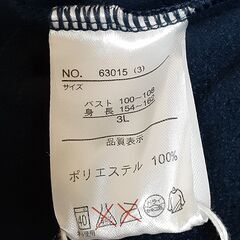 NO. 63015 (3)
サイズ
バスト 100-108
身長 154-162
3L
品質表示
ポリエステル 100%
40